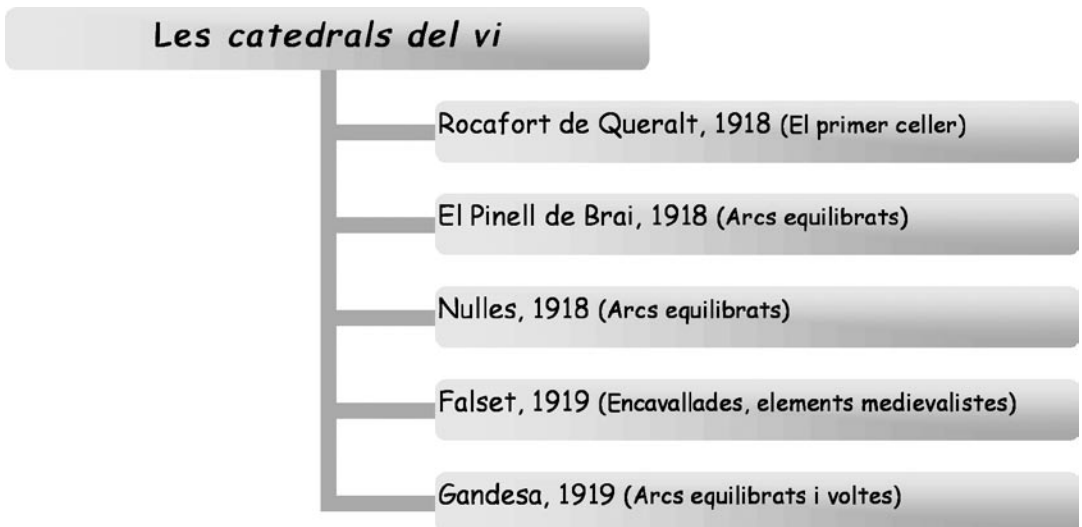 Les catedrals del vi
Rocafort de Queralt, 1918 (El primer celler)
El Pinell de Brai, 1918 (Arcs equilibrats)
Nulles, 1918 (Arcs equilibrats)
Falset, 1919 (Encavallades, elements medievalistes)
Gandesa, 1919 (Arcs equilibrats i voltes)